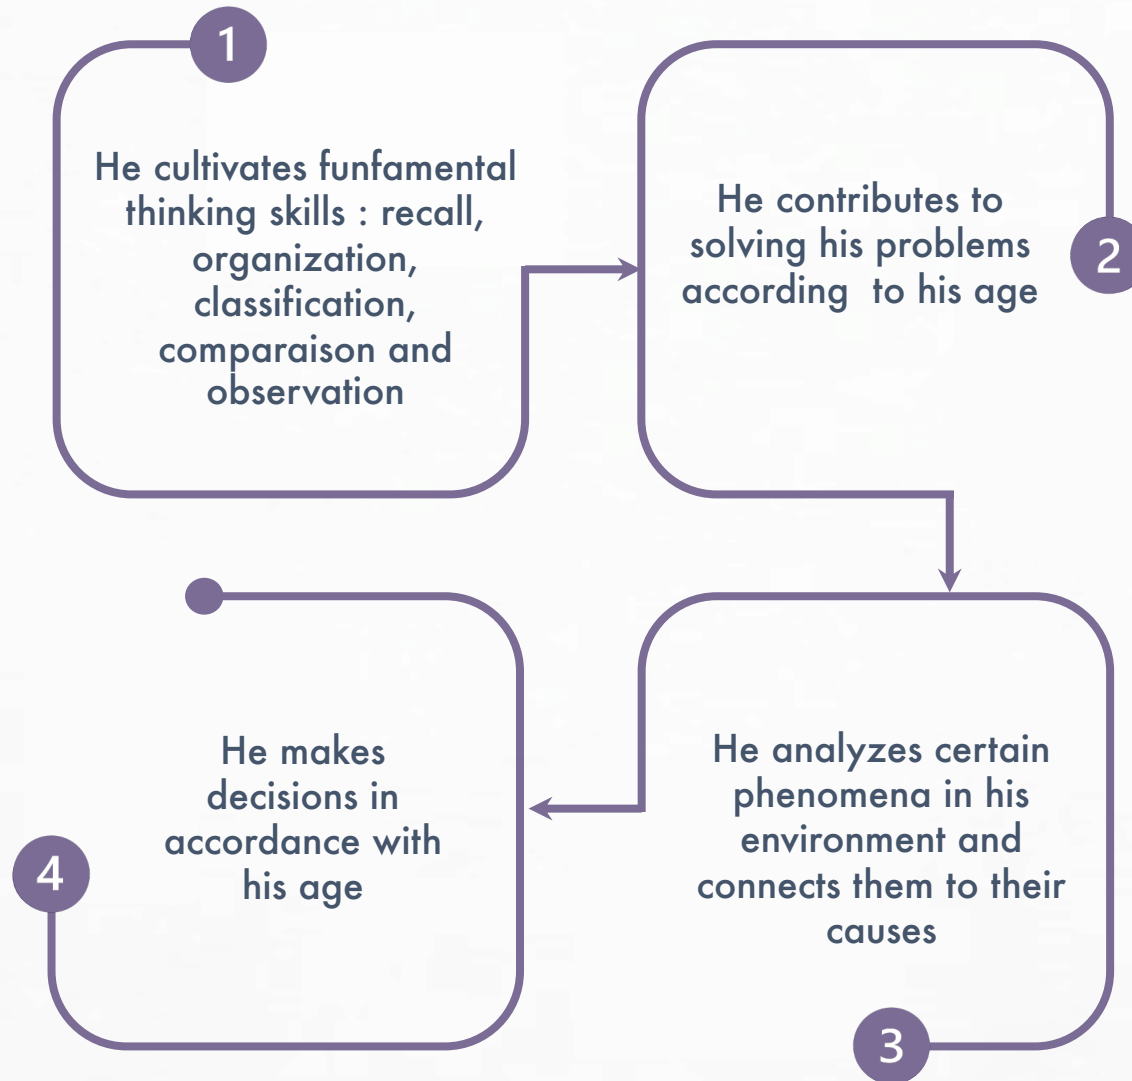 1
He cultivates funfamental
thinking skills : recall,
organization,
classification,
comparaison and
observation
He contributes to
solving his problems
according  to his age
2
He analyzes certain
phenomena in his
environment and
connects them to their
causes
3
He makes
decisions in
accordance with
his age
4